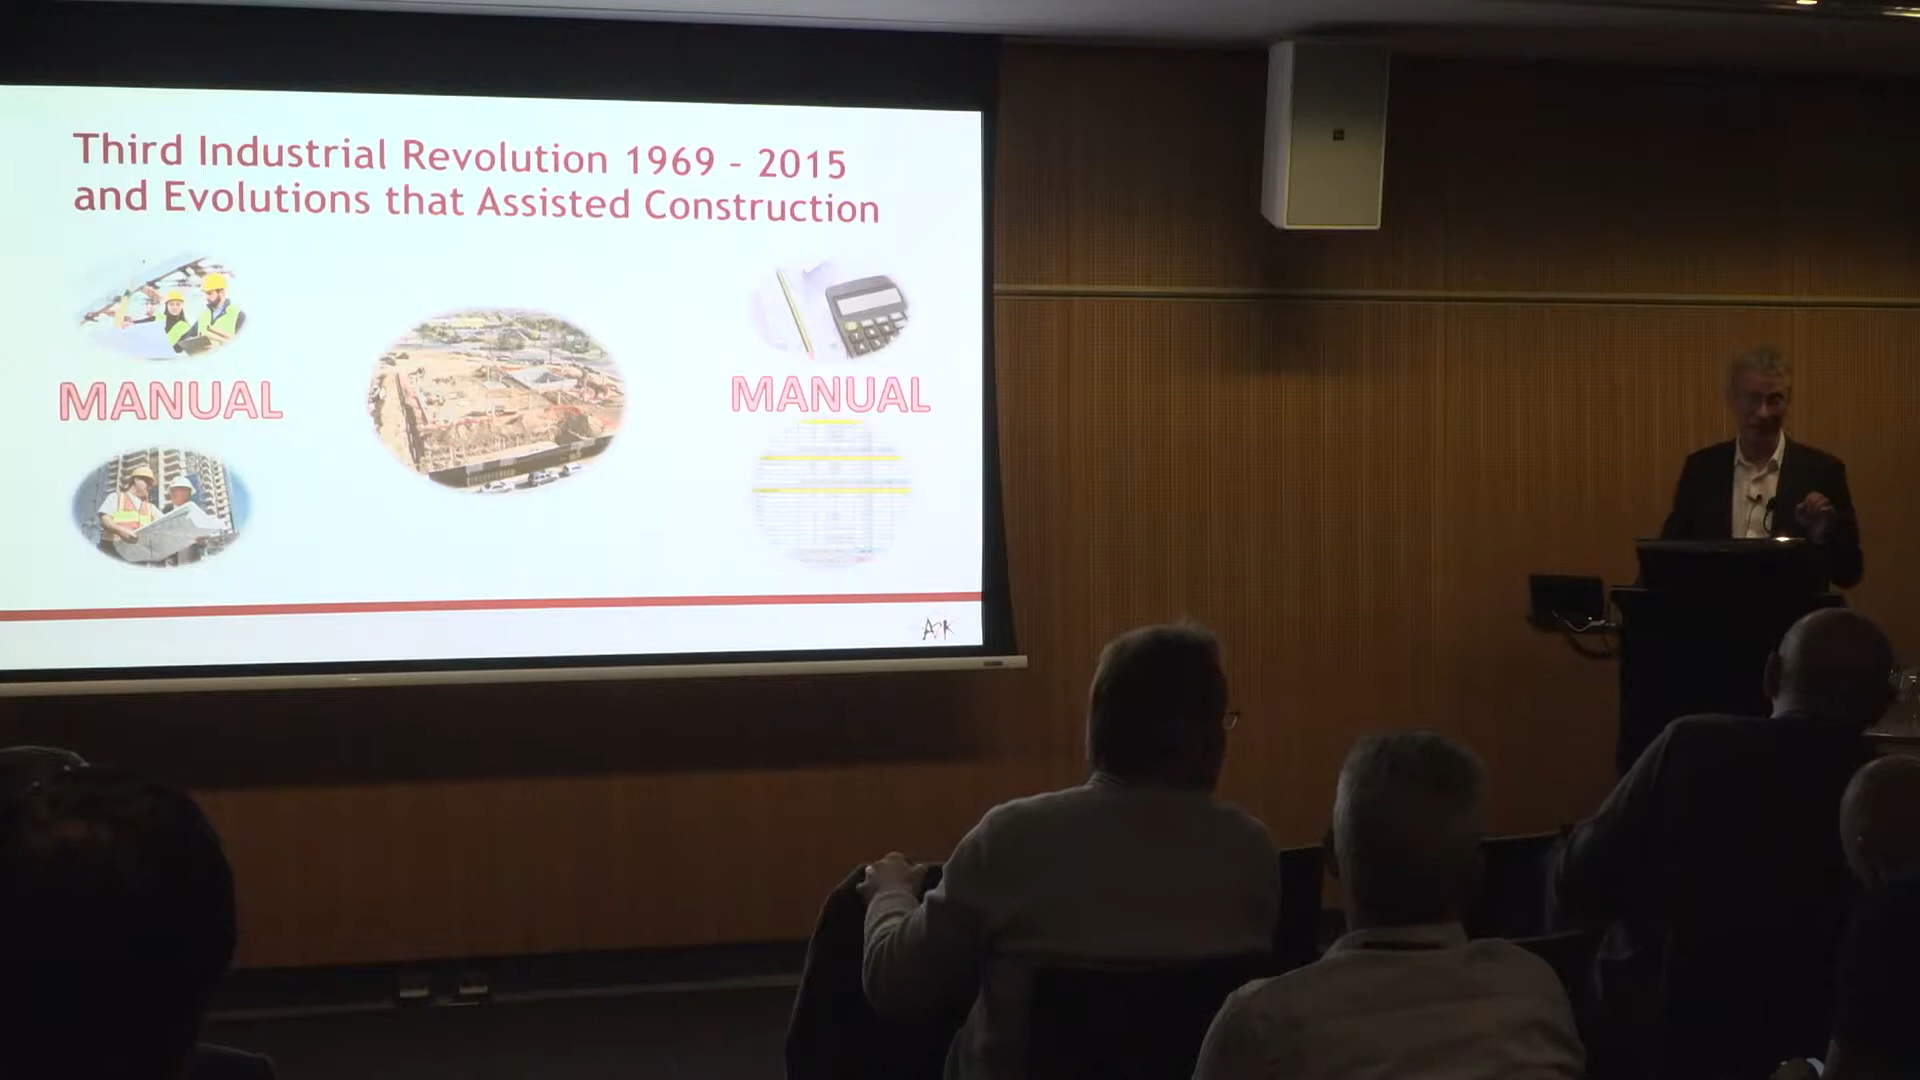 Third Industrial Revolution 1969 – 2015
and Evolutions that Assisted Construction
MANUAL
MANUAL